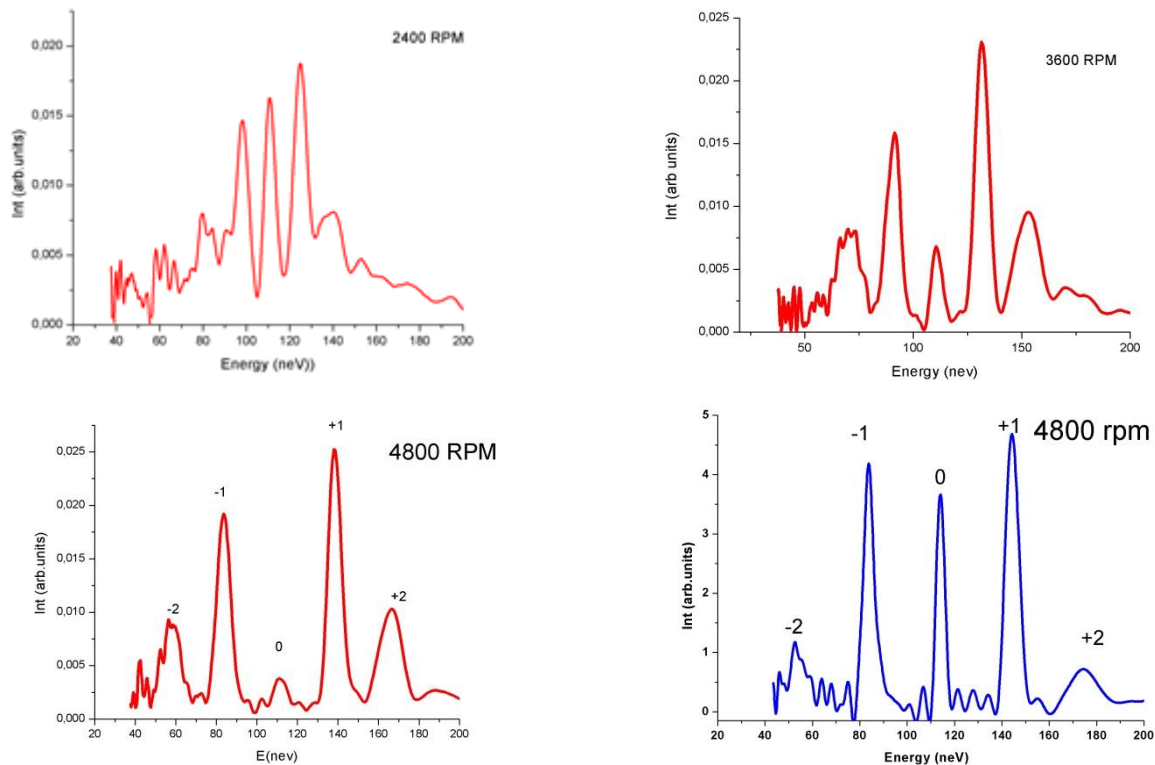 2400 RPM
0,020
0,015
0,010
0,005
0,000
Int (arb.units)
20 40 60 80 100 120 140 160 180 200
Energy (neV))
3600 RPM
0,025
0,020
0,015
0,010
0,005
0,000
Int (arb units)
50 100 150 200
Energy (nev)
4800 RPM
0,025
0,020
0,015
0,010
0,005
0,000
Int (arb.units)
-2
-1
0
+1
+2
20 40 60 80 100 120 140 160 180 200
E(nev)
4800 rpm
5
4
3
2
1
0
Int (arb.units)
-2
-1
0
+1
+2
20 40 60 80 100 120 140 160 180 200
Energy (neV)